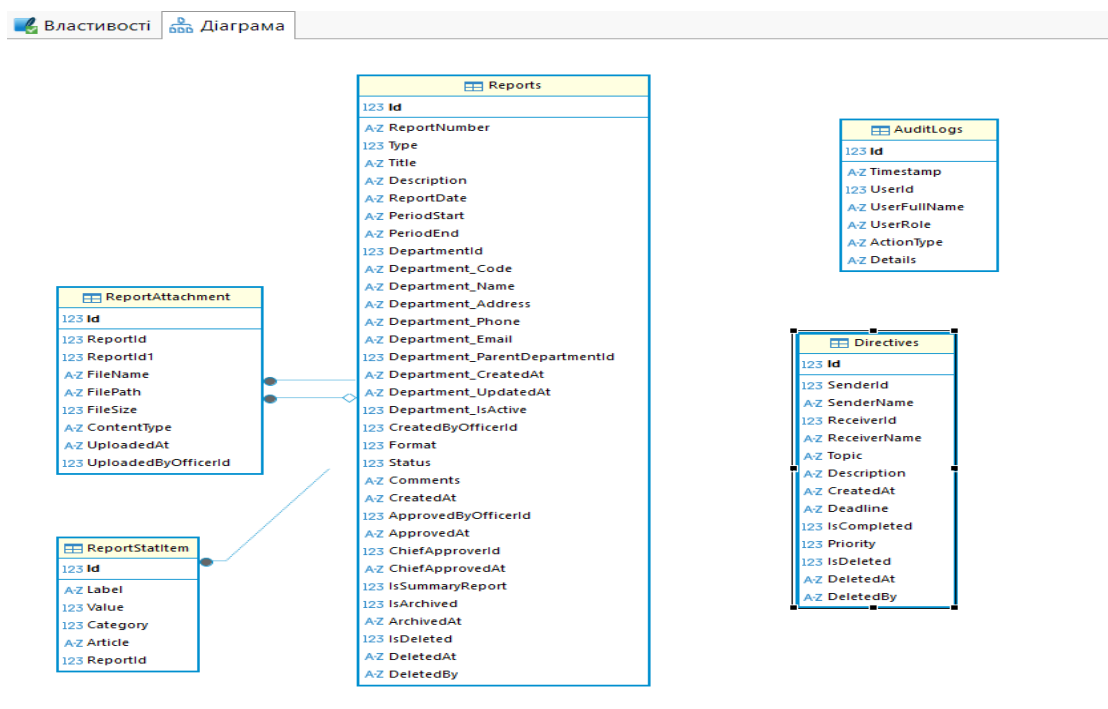 Властивості Діаграма
Reports
123 Id
A-Z ReportNumber
123 Type
A-Z Title
A-Z Description
A-Z ReportDate
A-Z PeriodStart
A-Z PeriodEnd
123 DepartmentId
A-Z Department_Code
A-Z Department_Name
A-Z Department_Address
A-Z Department_Phone
A-Z Department_Email
123 Department_ParentDepartmentId
A-Z Department_CreatedAt
A-Z Department_UpdatedAt
123 Department_IsActive
123 CreatedByOfficerId
123 Format
123 Status
A-Z Comments
A-Z CreatedAt
123 ApprovedByOfficerId
A-Z ApprovedAt
123 ChiefApproverId
A-Z ChiefApprovedAt
123 IsSummaryReport
123 IsArchived
A-Z ArchivedAt
123 IsDeleted
A-Z DeletedAt
A-Z DeletedBy
AuditLogs
123 Id
A-Z Timestamp
123 UserId
A-Z UserFullName
A-Z UserRole
A-Z ActionType
A-Z Details
ReportAttachment
123 Id
123 ReportId
123 ReportId1
A-Z FileName
A-Z FilePath
123 FileSize
A-Z ContentType
A-Z UploadedAt
123 UploadedByOfficerId
Directives
123 Id
123 SenderId
A-Z SenderName
123 ReceiverId
A-Z ReceiverName
A-Z Topic
A-Z Description
A-Z CreatedAt
A-Z Deadline
123 IsCompleted
123 Priority
123 IsDeleted
A-Z DeletedAt
A-Z DeletedBy
ReportStatItem
123 Id
A-Z Label
123 Value
123 Category
A-Z Article
123 ReportId